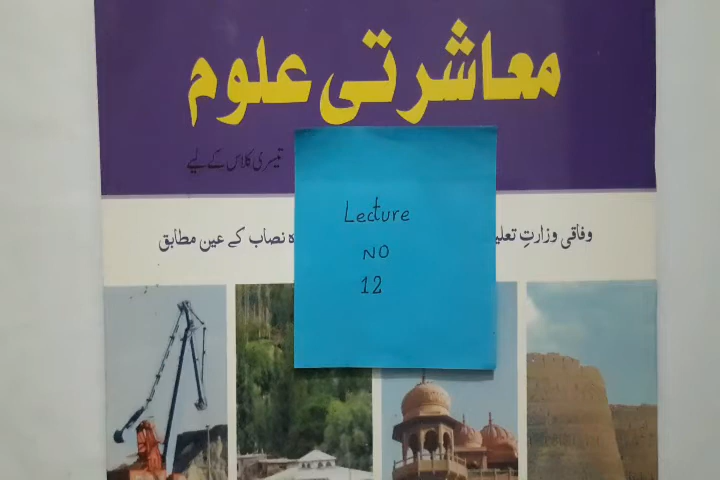 معاشرتی علوم
تیسری کلاس کے لیے
وفاقی وزارتِ تعلیم
نصاب کے عین مطابق
Lecture
NO
12